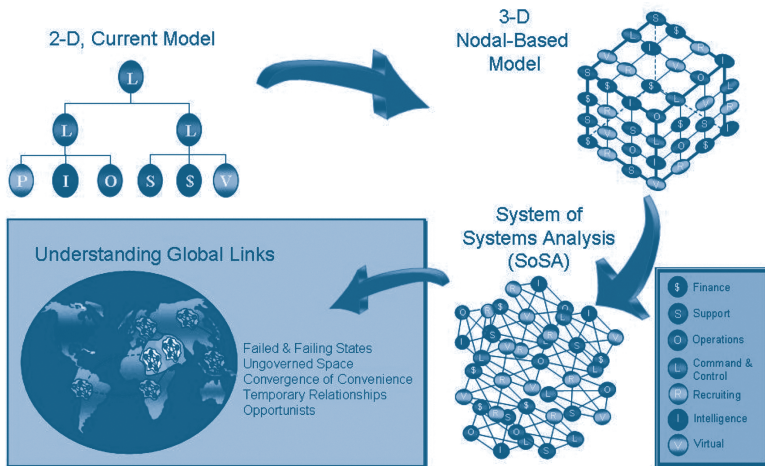 2-D, Current Model
L
L
L
P
I
O
S
$
V
3-D
Nodal-Based
Model
System of
Systems Analysis
(SoSA)
Understanding Global Links
Failed & Failing States
Ungoverned Space
Convergence of Convenience
Temporary Relationships
Opportunists
$ Finance
S Support
O Operations
L Command &
Control
R Recruiting
I Intelligence
V Virtual